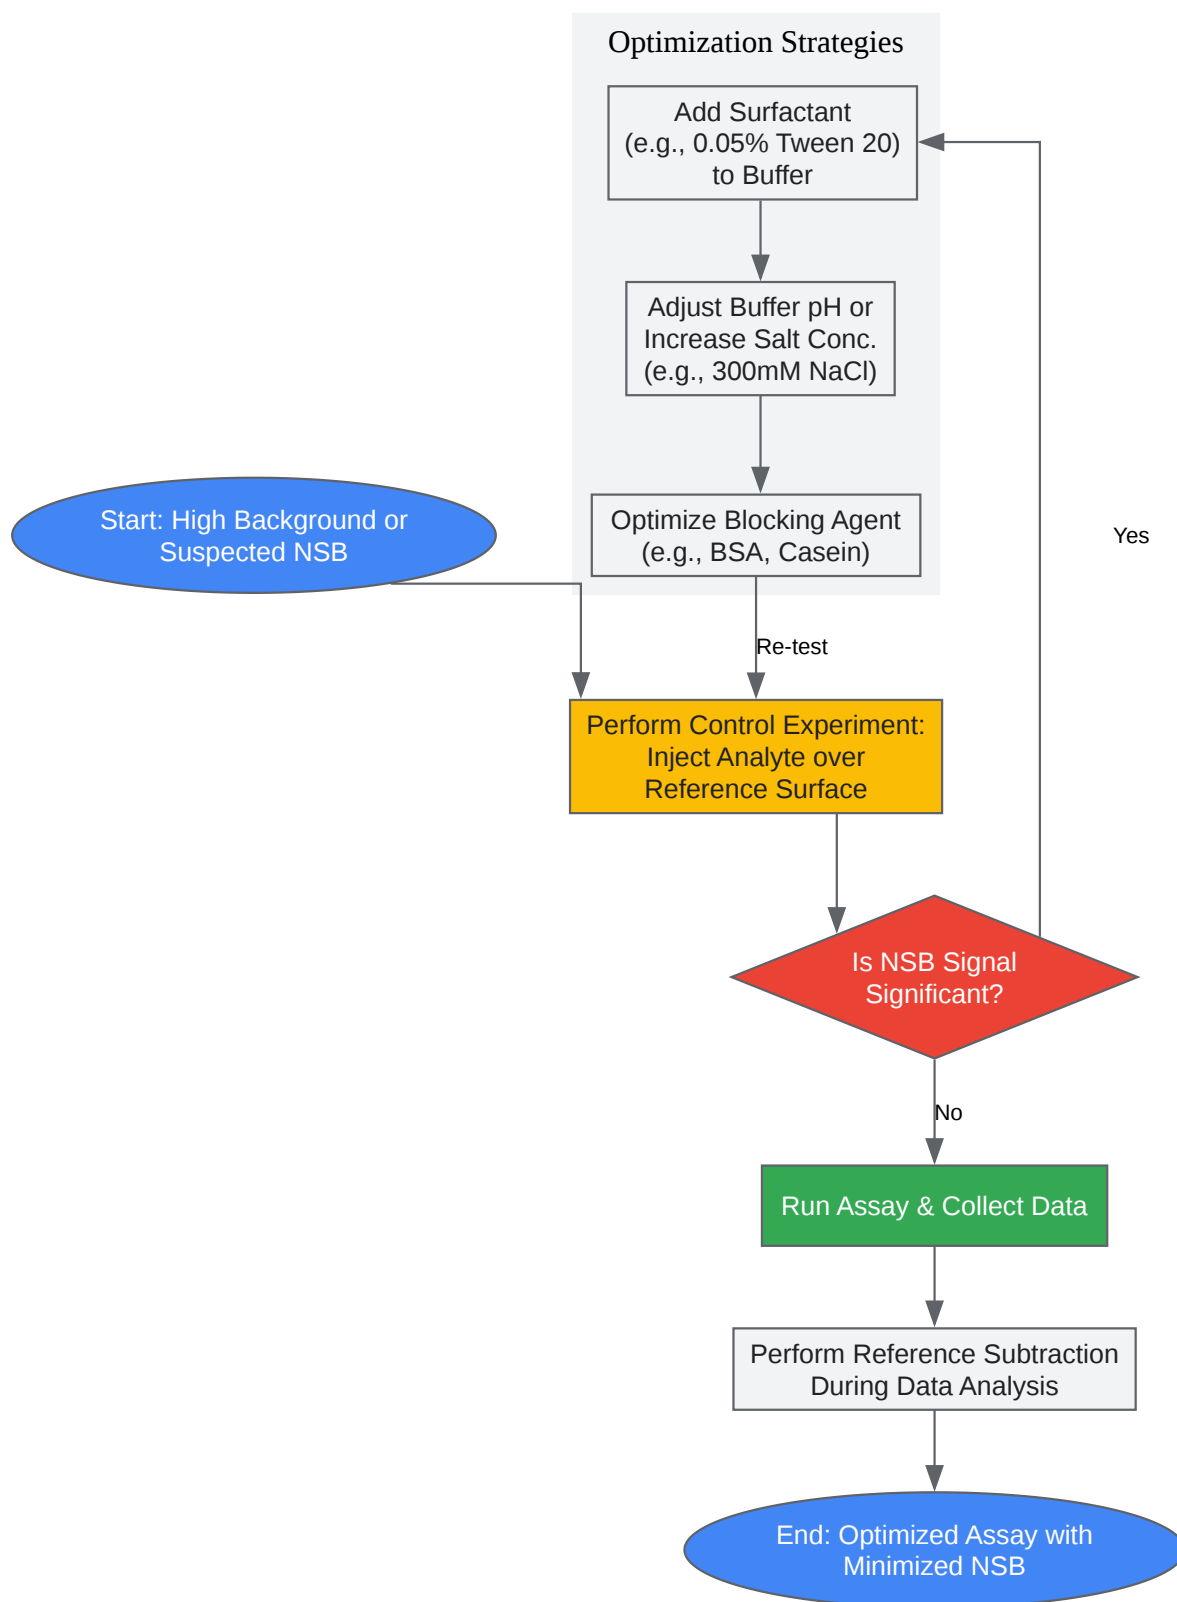 Optimization Strategies
Add Surfactant
(e.g., 0.05% Tween 20)
to Buffer
Adjust Buffer pH or
Increase Salt Conc.
(e.g., 300mM NaCl)
Optimize Blocking Agent
(e.g., BSA, Casein)
Start: High Background or
Suspected NSB
Yes
Re-test
Perform Control Experiment:
Inject Analyte over
Reference Surface
Is NSB Signal
Significant?
No
Run Assay & Collect Data
Perform Reference Subtraction
During Data Analysis
End: Optimized Assay with
Minimized NSB